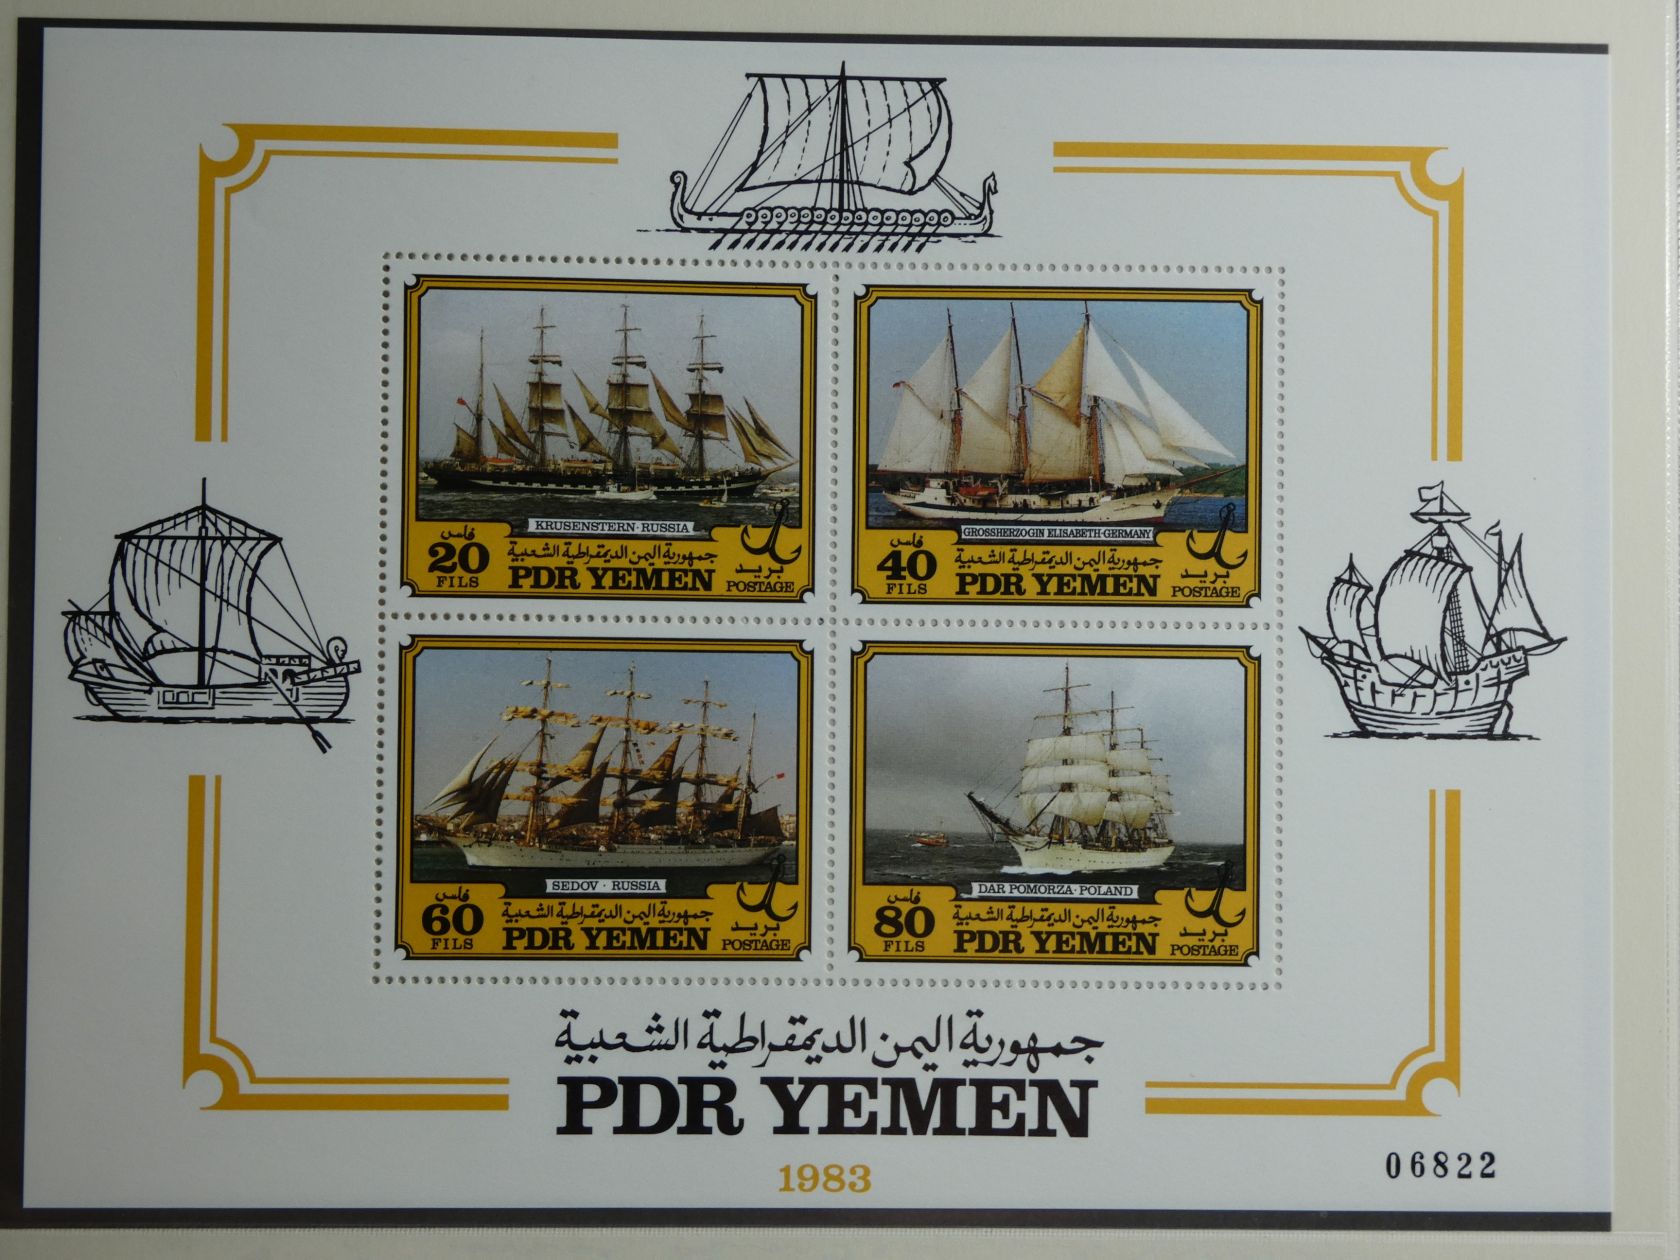 KRUSENSTERN · RUSSIA
فلس
20
FILS
جمهورية اليمن الديمقراطية الشعبية
PDR YEMEN
بريد
POSTAGE
GROSSHERZOGIN ELISABETH · GERMANY
فلس
40
FILS
جمهورية اليمن الديمقراطية الشعبية
PDR YEMEN
بريد
POSTAGE
SEDOV · RUSSIA
فلس
60
FILS
جمهورية اليمن الديمقراطية الشعبية
PDR YEMEN
بريد
POSTAGE
DAR POMORZA · POLAND
فلس
80
FILS
جمهورية اليمن الديمقراطية الشعبية
PDR YEMEN
بريد
POSTAGE
جمهورية اليمن الديمقراطية الشعبية
PDR YEMEN
1983
06822